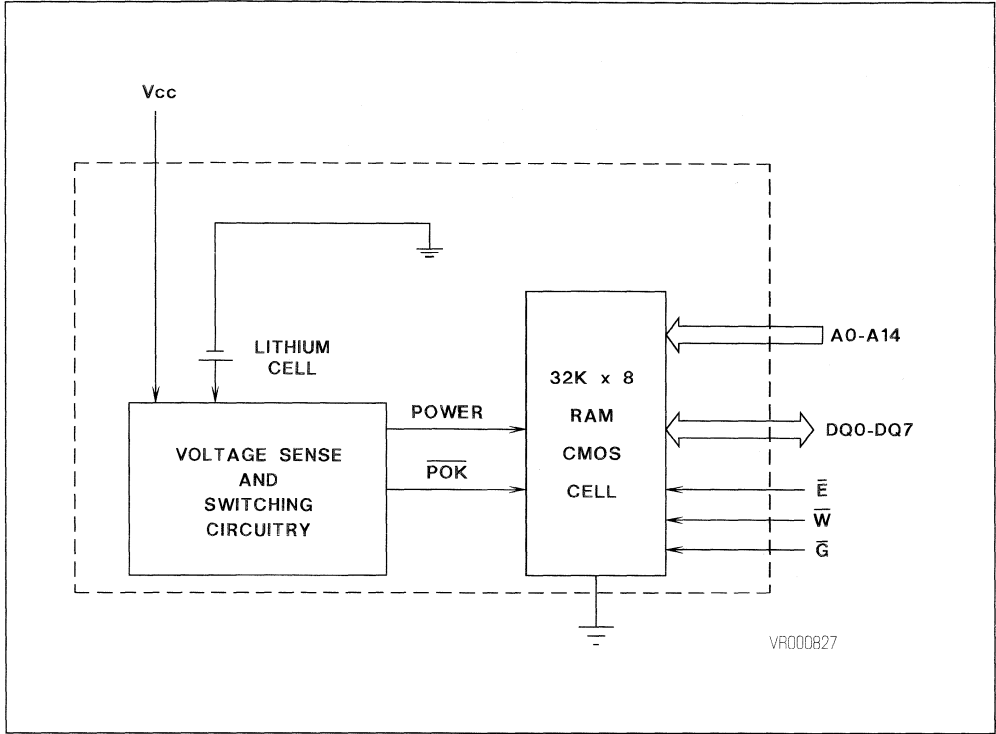 Vcc
LITHIUM
CELL
VOLTAGE SENSE
AND
SWITCHING
CIRCUITRY
POWER
P̅O̅K̅
32K x 8
RAM
CMOS
CELL
A0-A14
DQ0-DQ7
E̅
W̅
G̅
VR000827